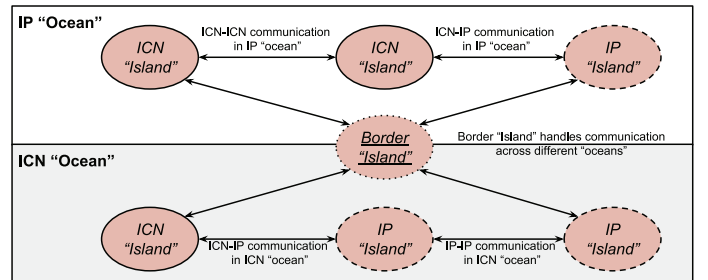 IP “Ocean”
ICN
“Island”
ICN-ICN communication
in IP “ocean”
ICN
“Island”
ICN-IP communication
in IP “ocean”
IP
“Island”
Border
“Island”
Border “Island” handles communication
across different “oceans”
ICN “Ocean”
ICN
“Island”
ICN-IP communication
in ICN “ocean”
IP
“Island”
IP-IP communication
in ICN “ocean”
IP
“Island”